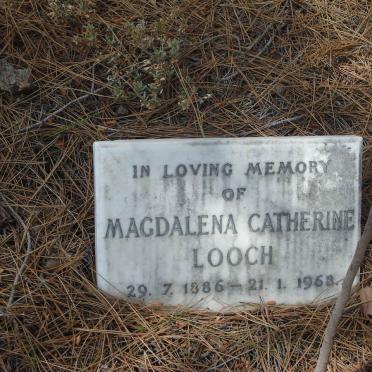 IN LOVING MEMORY
OF
MAGDALENA CATHERINE
LOOCH
29. 7. 1886 – 21. 1. 1968.